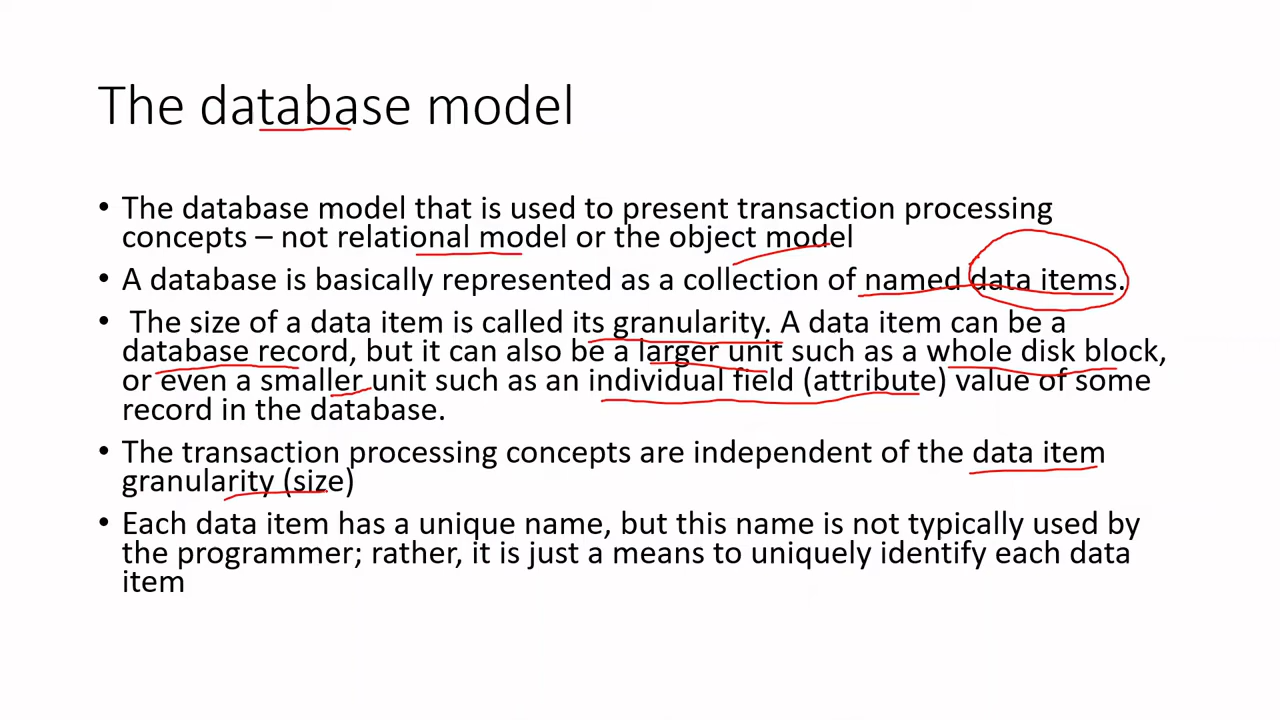 The database model
• The database model that is used to present transaction processing
concepts – not relational model or the object model
• A database is basically represented as a collection of named data items.
• The size of a data item is called its granularity. A data item can be a
database record, but it can also be a larger unit such as a whole disk block,
or even a smaller unit such as an individual field (attribute) value of some
record in the database.
• The transaction processing concepts are independent of the data item
granularity (size)
• Each data item has a unique name, but this name is not typically used by
the programmer; rather, it is just a means to uniquely identify each data
item